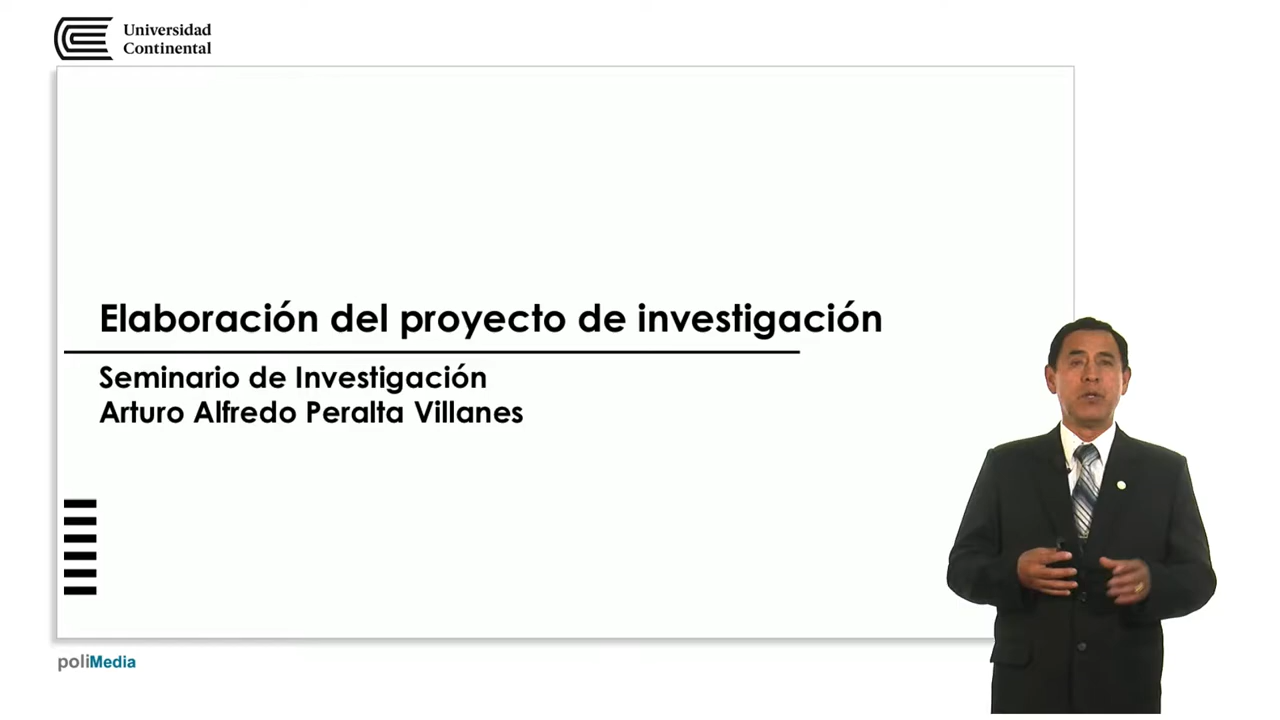 Universidad
Continental
Elaboración del proyecto de investigación
Seminario de Investigación
Arturo Alfredo Peralta Villanes
poliMedia